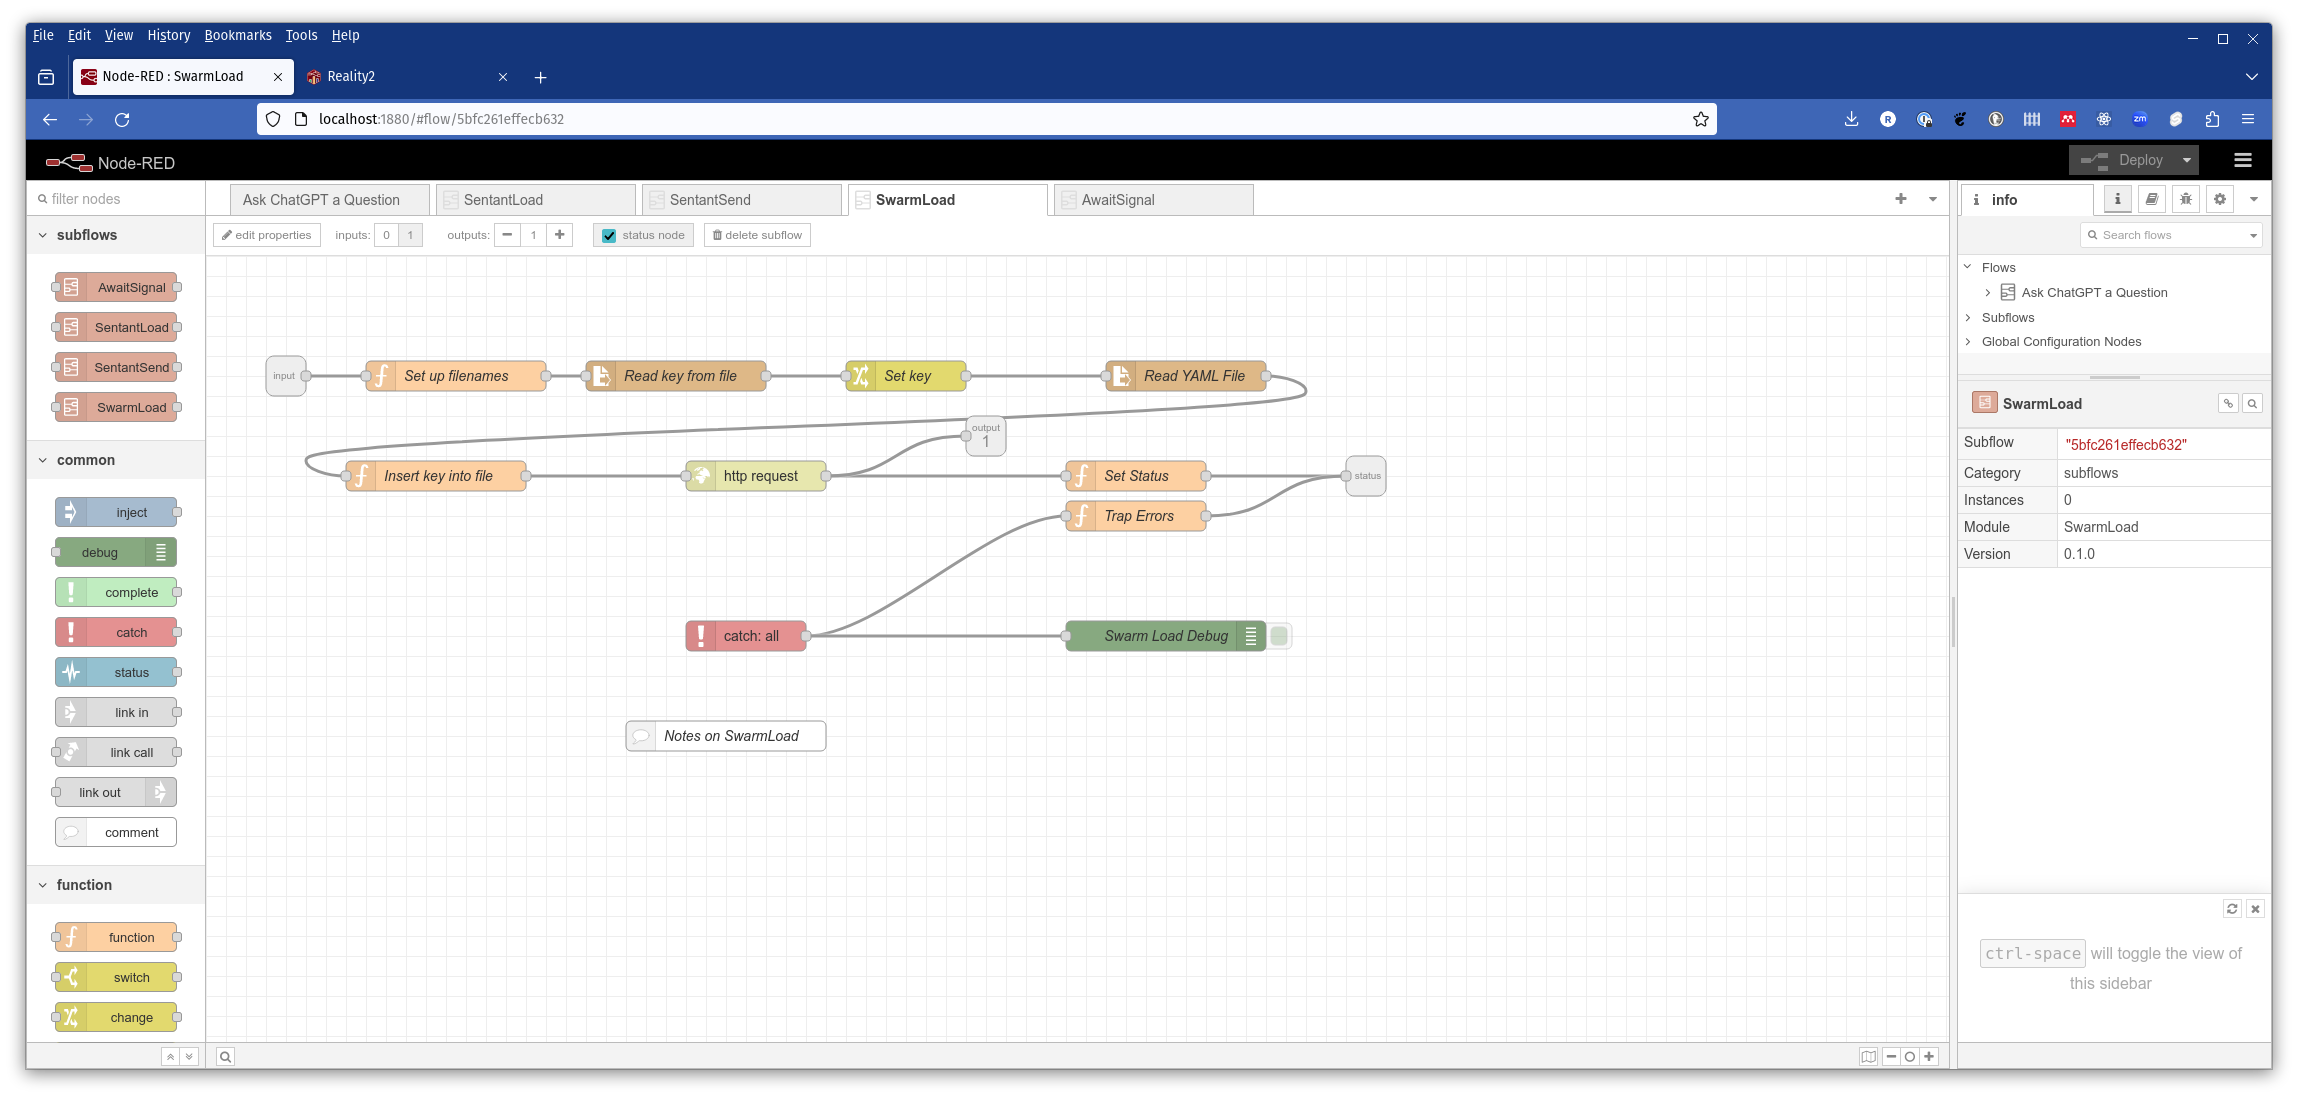 File Edit View History Bookmarks Tools Help
Node-RED : SwarmLoad
Reality2
localhost:1880/#flow/5bfc261effecb632
R
zm
Node-RED
Deploy
filter nodes
Ask ChatGPT a Question
SentantLoad
SentantSend
SwarmLoad
AwaitSignal
i info
i
edit properties
inputs: 0 1
outputs: 1
status node
delete subflow
Search flows
subflows
AwaitSignal
SentantLoad
SentantSend
SwarmLoad
common
inject
debug
complete
catch
status
link in
link call
link out
comment
function
function
switch
change
input
Set up filenames
Read key from file
Set key
Read YAML File
output
1
Insert key into file
http request
Set Status
status
Trap Errors
catch: all
Swarm Load Debug
Notes on SwarmLoad
Flows
Ask ChatGPT a Question
Subflows
Global Configuration Nodes
SwarmLoad
Subflow "5bfc261effecb632"
Category subflows
Instances 0
Module SwarmLoad
Version 0.1.0
ctrl-space will toggle the view of
this sidebar